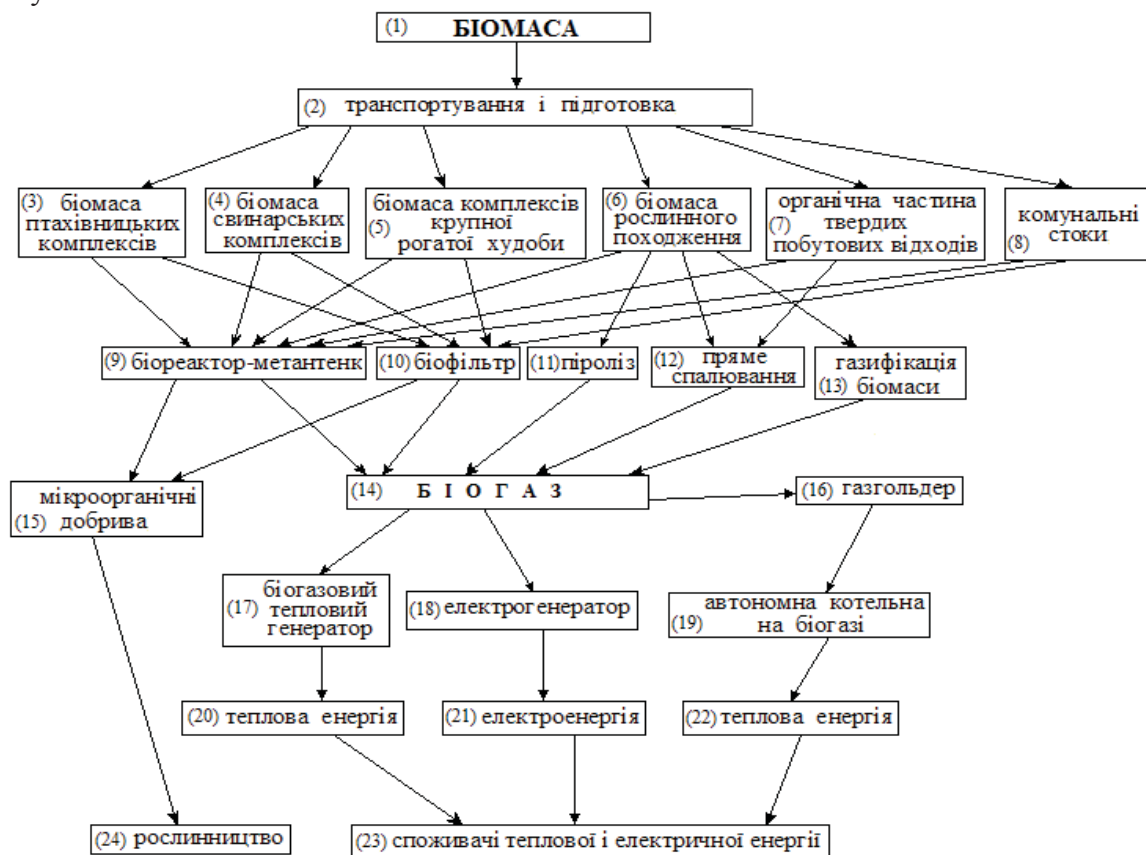 (1) БІОМАСА
(2) транспортування і підготовка
(3) біомаса
птахівницьких
комплексів
(4) біомаса
свинарських
комплексів
біомаса комплексів
(5) крупної
рогатої худоби
(6) біомаса
рослинного
походження
органічна частина
(7) твердих
побутових відходів
комунальні
(8) стоки
(9) біореактор-метантенк
(10) біофільтр
(11) піроліз
(12) пряме
спалювання
газифікація
(13) біомаси
(14) Б І О Г А З
мікроорганічні
(15) добрива
(16) газгольдер
біогазовий
(17) тепловий
генератор
(18) електрогенератор
автономна котельна
(19) на біогазі
(20) теплова енергія
(21) електроенергія
(22) теплова енергія
(24) рослинництво
(23) споживачі теплової і електричної енергії